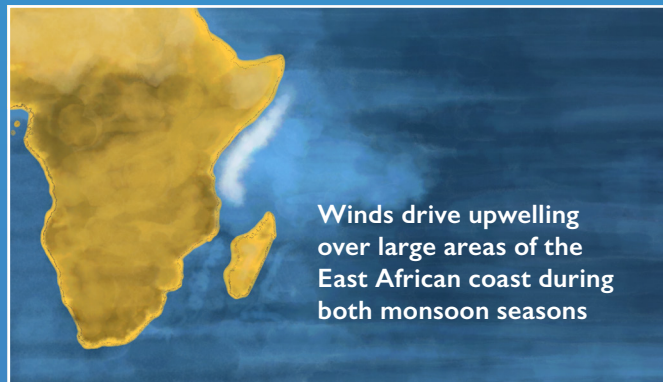 Winds drive upwelling
over large areas of the
East African coast during
both monsoon seasons